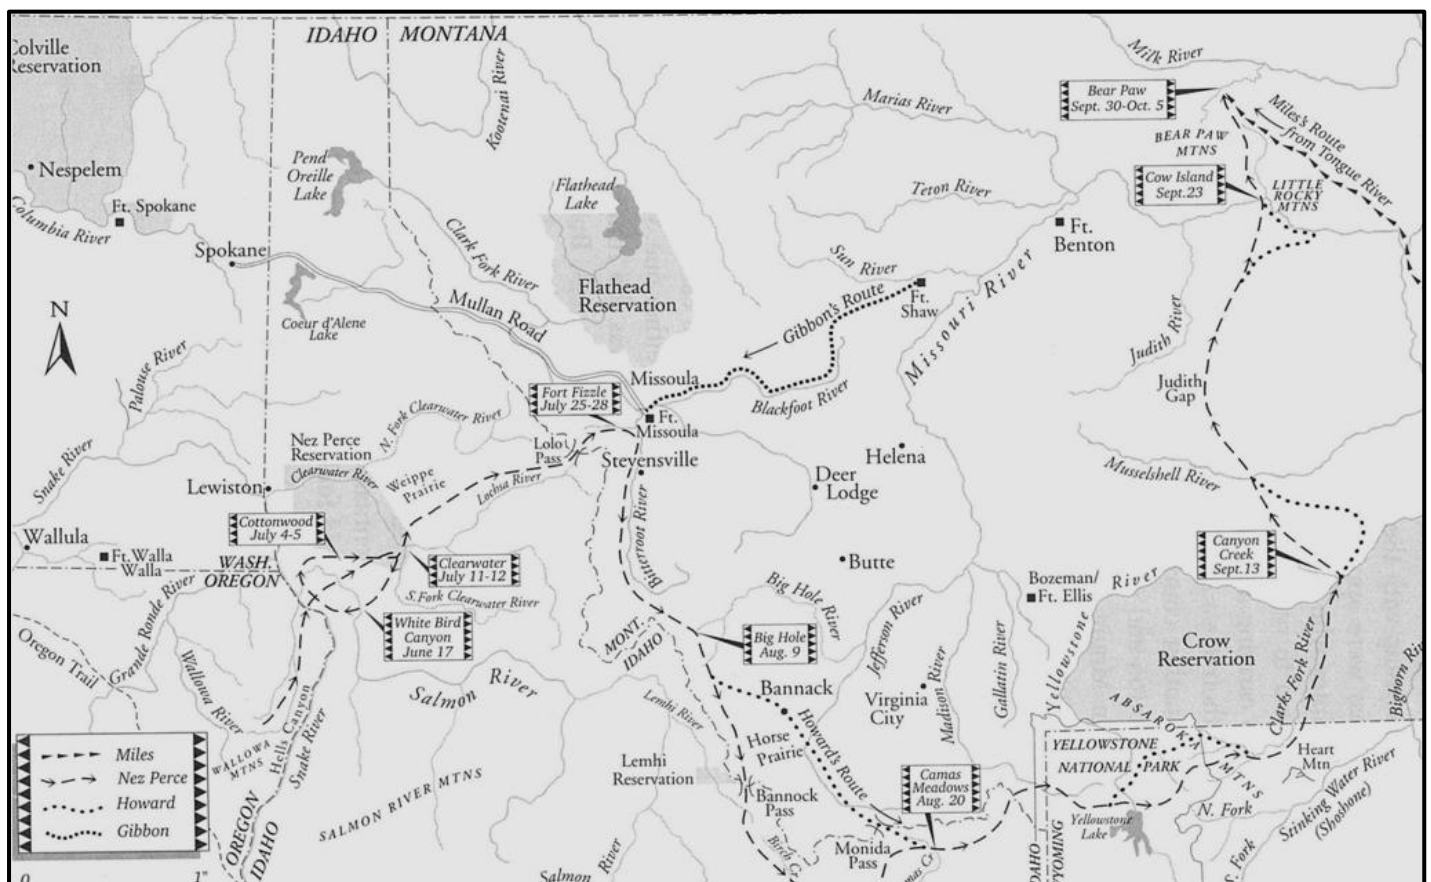 IDAHO
MONTANA
Colville
Reservation
Nespelem
Ft. Spokane
Columbia River
Spokane
Pend
Oreille
Lake
Coeur d'Alene
Lake
Kootenai River
Flathead
Lake
Clark Fork River
Flathead
Reservation
Mullan Road
Marias River
Milk River
Bear Paw
Sept. 30-Oct. 5
BEAR PAW
MTNS
Miles's Route
from Tongue River
Cow Island
Sept.23
LITTLE
ROCKY
MTNS
Teton River
Ft.
Benton
Sun River
Ft.
Shaw
Gibbon's Route
Missouri River
Judith River
Judith
Gap
N
Palouse River
Snake River
Missoula
Blackfoot River
Fort Fizzle
July 25-28
Ft.
Missoula
N. Fork Clearwater River
Nez Perce
Reservation
Clearwater River
Weippe
Prairie
Lolo
Pass
Lochsa River
Stevensville
Lewiston
Helena
Deer
Lodge
Musselshell River
Wallula
Ft. Walla
Walla
WASH.
OREGON
Cottonwood
July 4-5
Clearwater
July 11-12
S. Fork Clearwater River
White Bird
Canyon
June 17
Bitterroot River
Butte
Canyon
Creek
Sept.13
Bozeman/
Ft. Ellis
Yellowstone River
Crow
Reservation
Oregon Trail
Grande Ronde River
Wallowa River
Salmon River
MONT.
IDAHO
Big Hole
Aug. 9
Big Hole River
Jefferson River
Bannack
Virginia
City
Madison River
Gallatin River
ABSAROKA
MTNS
Clarks Fork River
Bighorn
WALLOWA
MTNS
Hells Canyon
Snake River
Lemhi River
Lemhi
Reservation
Horse
Prairie
Howard's Route
Bannock
Pass
Camas
Meadows
Aug. 20
YELLOWSTONE
NATIONAL PARK
Yellowstone
Lake
Heart
Mtn
N. Fork
S. Fork
Stinking Water River
(Shoshone)
Miles
Nez Perce
Howard
Gibbon
OREGON
IDAHO
SALMON RIVER MTNS
Salmon River
Birch Cr.
Monida
Pass
IDAHO
WYOMING
0
1"